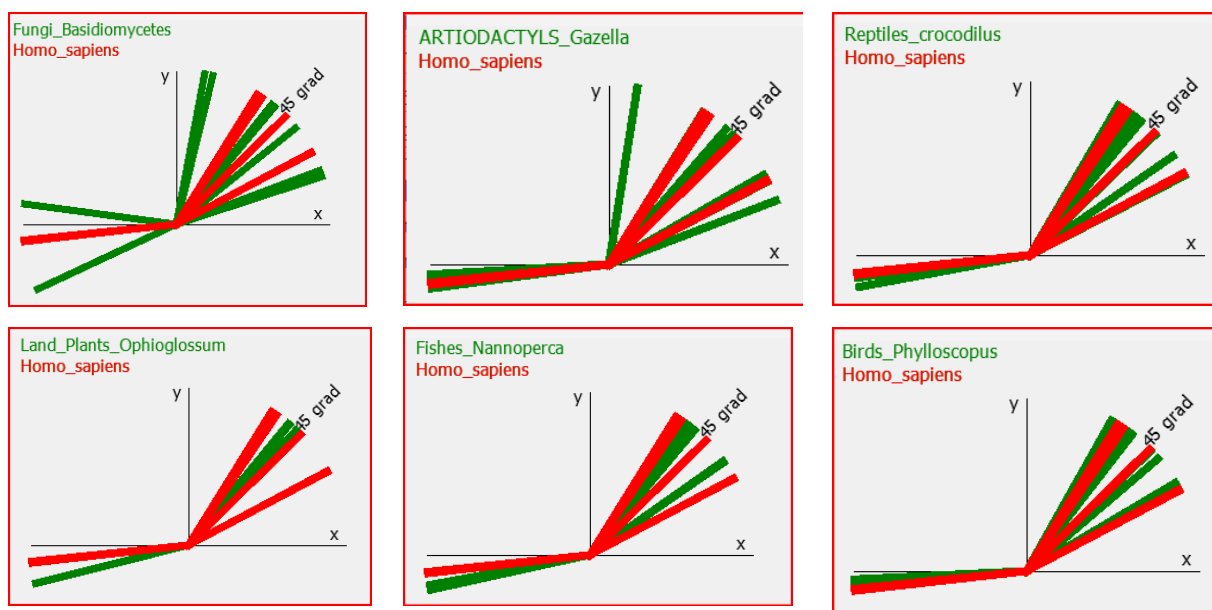 Fungi_Basidiomycetes
Homo_sapiens
y
45 grad
x
ARTIODACTYLS_Gazella
Homo_sapiens
y
45 grad
x
Reptiles_crocodilus
Homo_sapiens
y
45 grad
x
Land_Plants_Ophioglossum
Homo_sapiens
y
45 grad
x
Fishes_Nannoperca
Homo_sapiens
y
45 grad
x
Birds_Phylloscopus
Homo_sapiens
y
45 grad
x